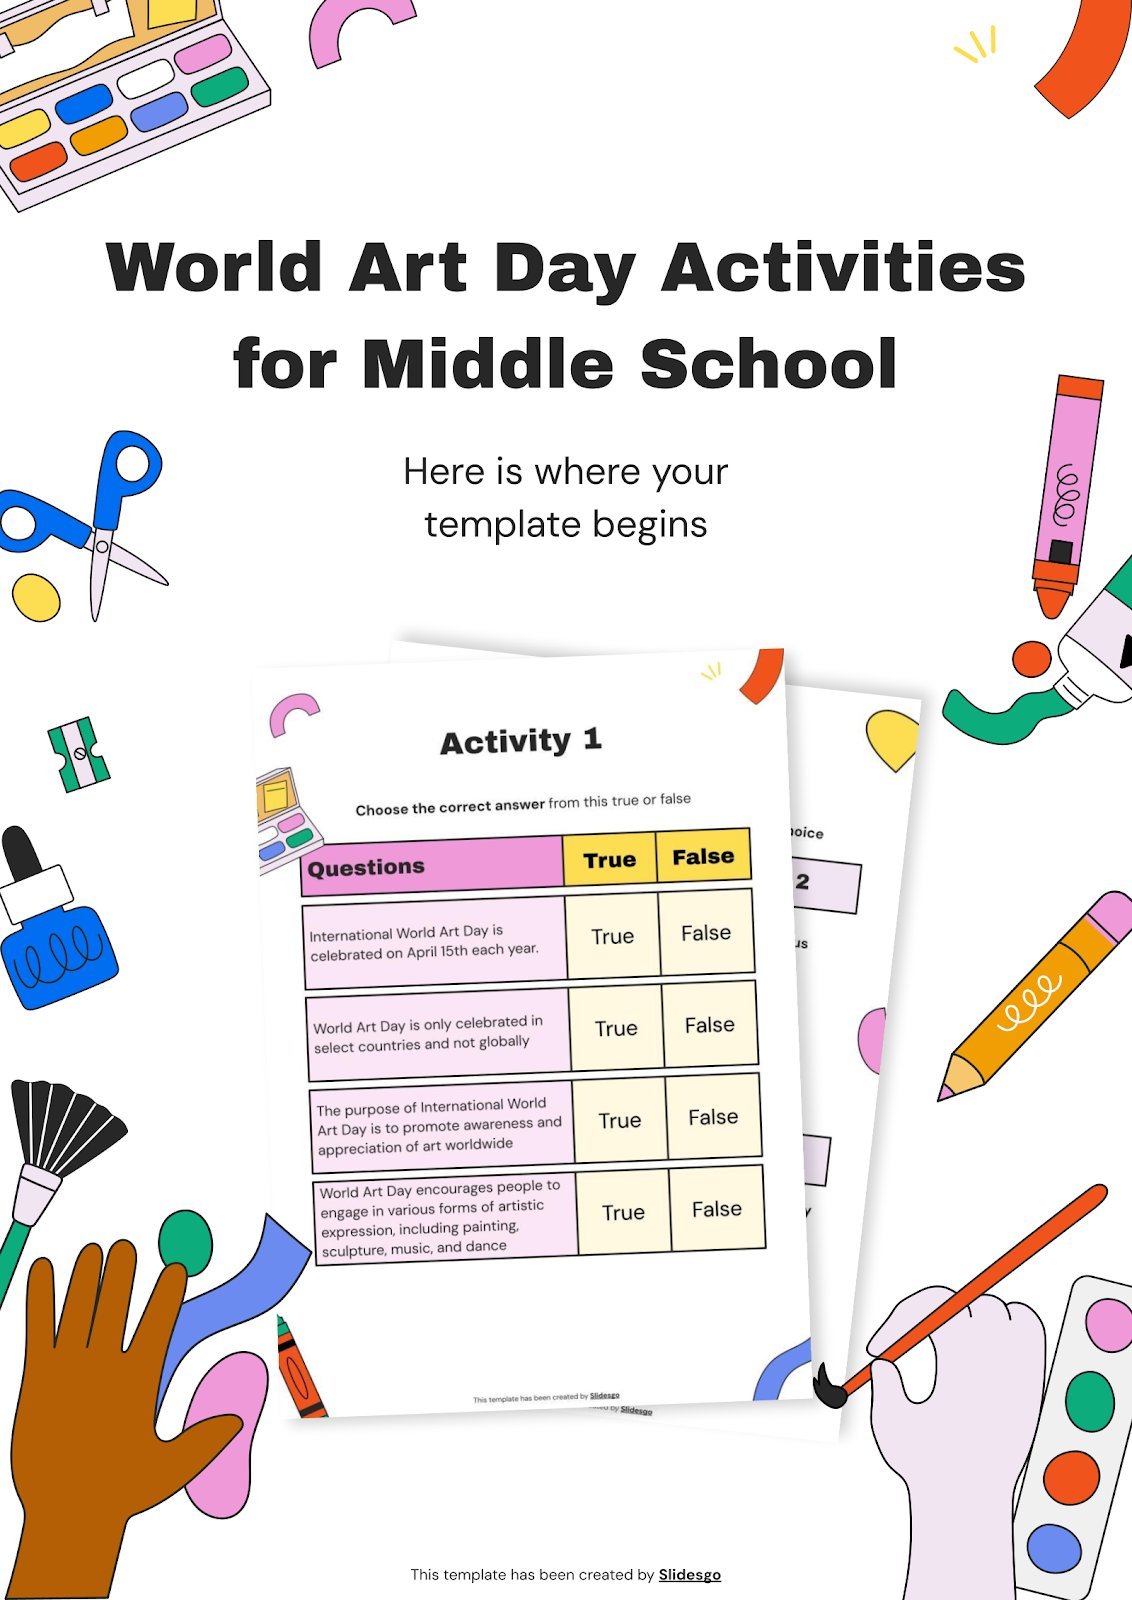 World Art Day Activities
for Middle School
Here is where your
template begins
Activity 1
Choose the correct answer from this true or false
Questions True False
International World Art Day is
celebrated on April 15th each year.
True False
World Art Day is only celebrated in
select countries and not globally
True False
The purpose of International World
Art Day is to promote awareness and
appreciation of art worldwide
True False
World Art Day encourages people to
engage in various forms of artistic
expression, including painting,
sculpture, music, and dance
True False
This template has been created by Slidesgo
2
by Slidesgo
This template has been created by Slidesgo